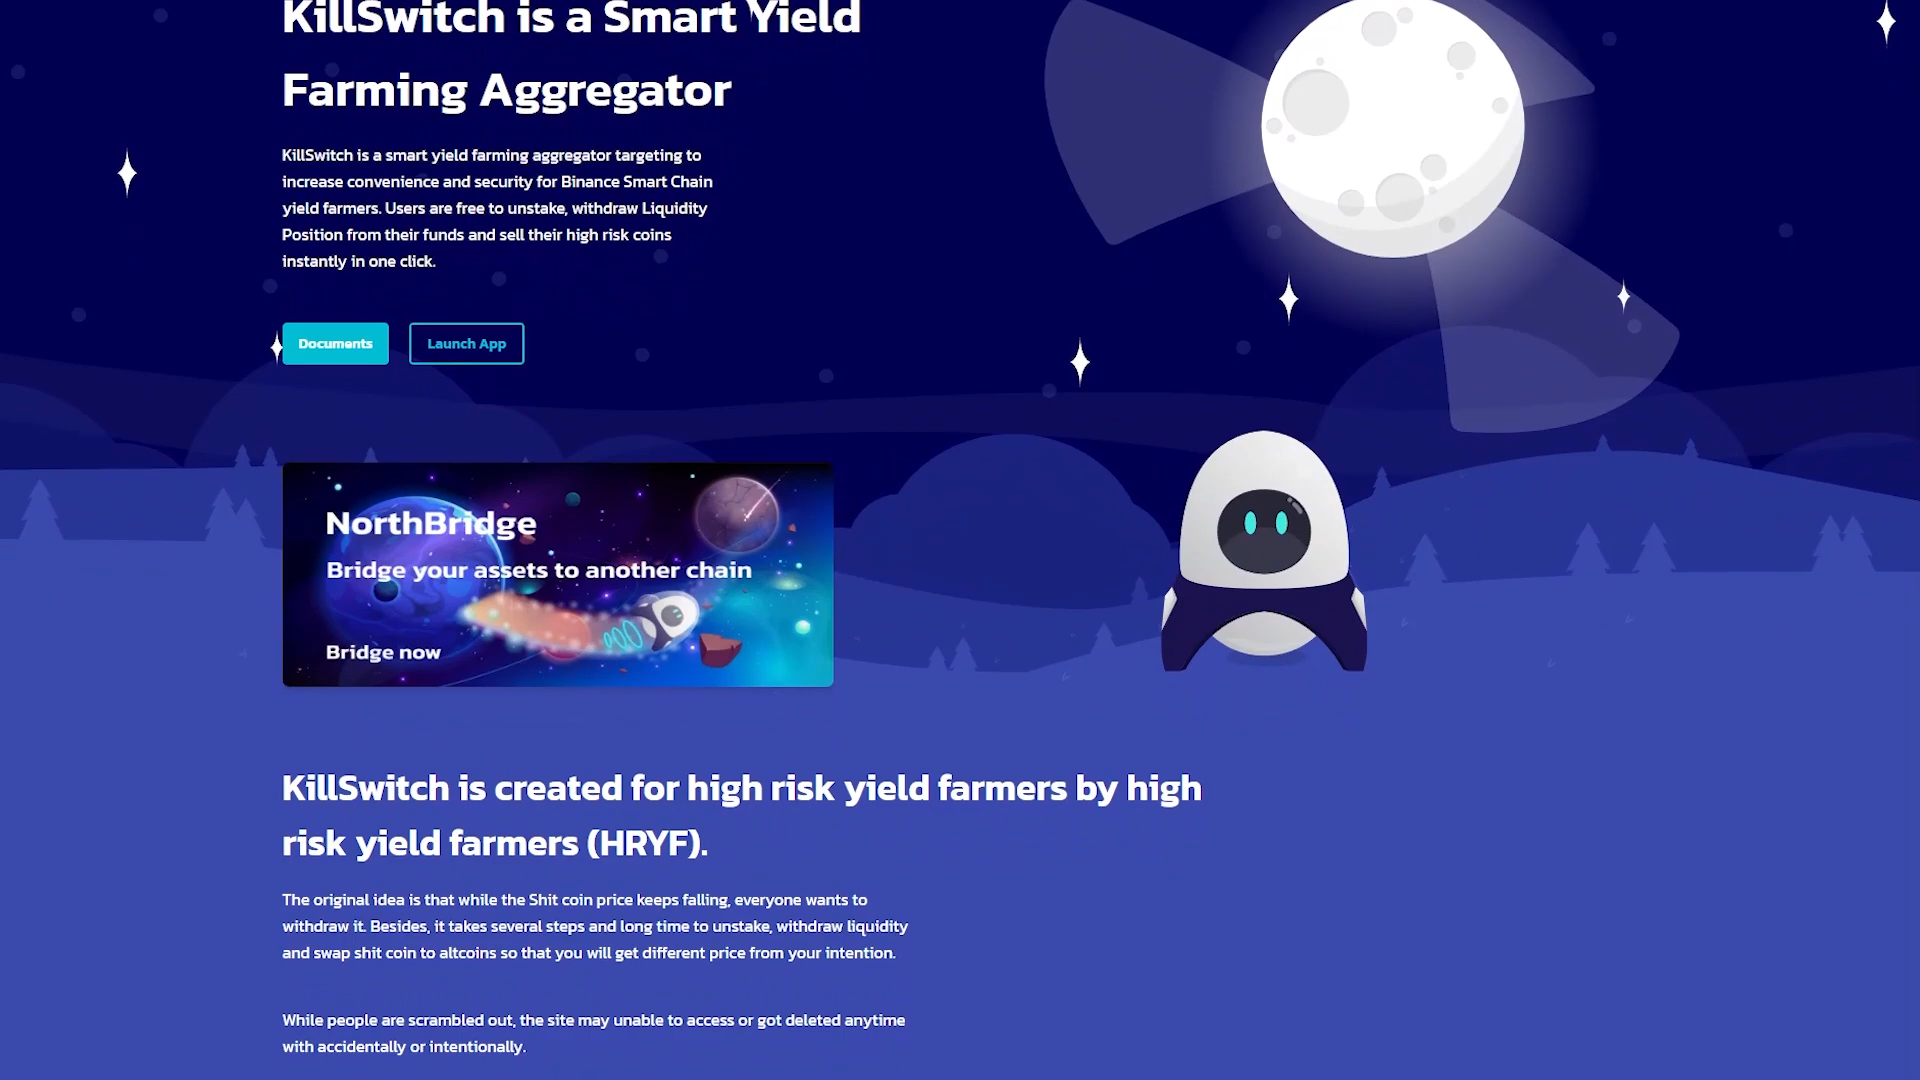 KillSwitch is a Smart Yield
Farming Aggregator
KillSwitch is a smart yield farming aggregator targeting to
increase convenience and security for Binance Smart Chain
yield farmers. Users are free to unstake, withdraw Liquidity
Position from their funds and sell their high risk coins
instantly in one click.
Documents
Launch App
NorthBridge
Bridge your assets to another chain
Bridge now
KillSwitch is created for high risk yield farmers by high
risk yield farmers (HRYF).
The original idea is that while the Shit coin price keeps falling, everyone wants to
withdraw it. Besides, it takes several steps and long time to unstake, withdraw liquidity
and swap shit coin to altcoins so that you will get different price from your intention.
While people are scrambled out, the site may unable to access or got deleted anytime
with accidentally or intentionally.